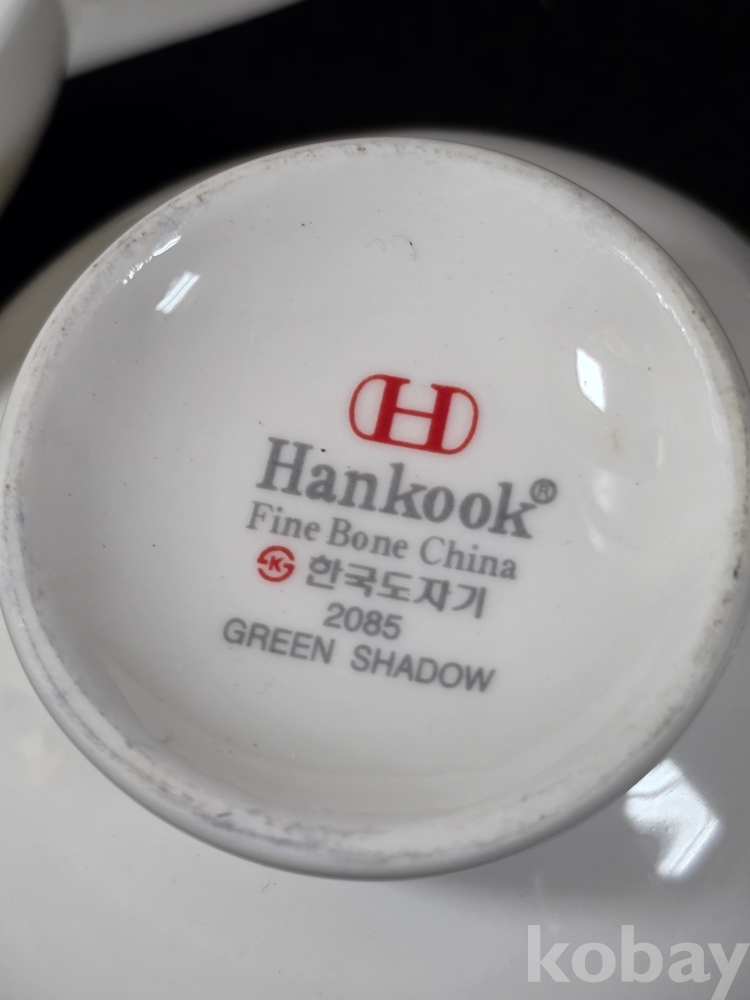 H
Hankook®
Fine Bone China
한국도자기
2085
GREEN SHADOW
kobay